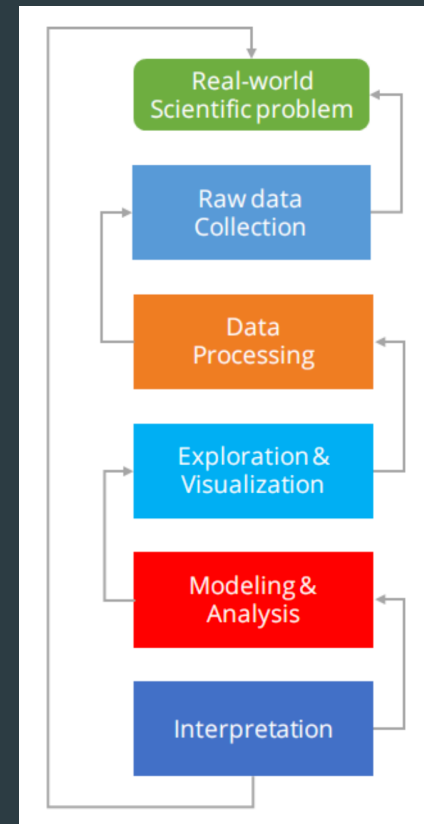 Real-world
Scientific problem
Raw data
Collection
Data
Processing
Exploration &
Visualization
Modeling &
Analysis
Interpretation